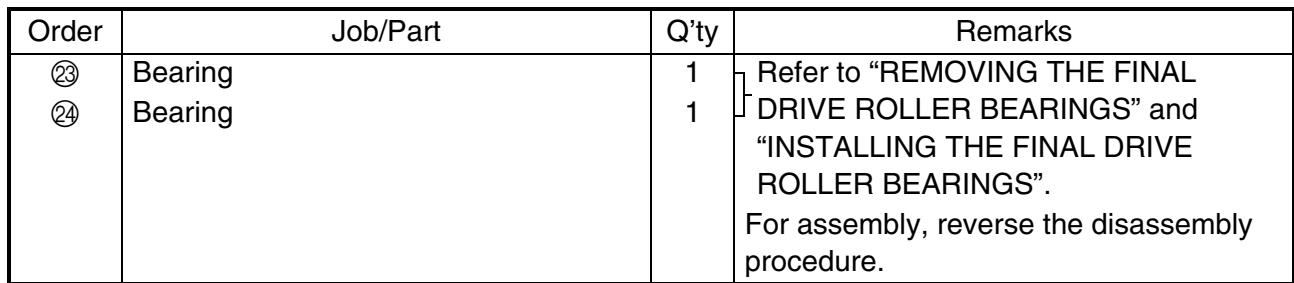 Order Job/Part Q’ty Remarks
㉓ Bearing 1 Refer to “REMOVING THE FINAL
㉔ Bearing 1 DRIVE ROLLER BEARINGS” and
“INSTALLING THE FINAL DRIVE
ROLLER BEARINGS”.
For assembly, reverse the disassembly
procedure.